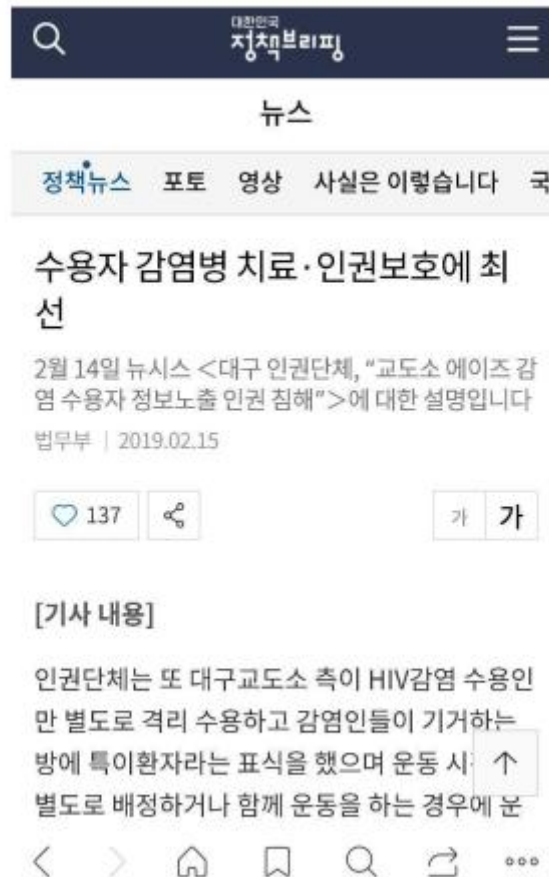 대한민국
정책브리핑
뉴스
정책뉴스 포토 영상 사실은 이렇습니다 국
수용자 감염병 치료·인권보호에 최
선
2월 14일 뉴시스 <대구 인권단체, “교도소 에이즈 감
염 수용자 정보노출 인권 침해”>에 대한 설명입니다
법무부 | 2019.02.15
137
가 가
[기사 내용]
인권단체는 또 대구교도소 측이 HIV감염 수용인
만 별도로 격리 수용하고 감염인들이 기거하는
방에 특이환자라는 표식을 했으며 운동 시
별도로 배정하거나 함께 운동을 하는 경우에 운